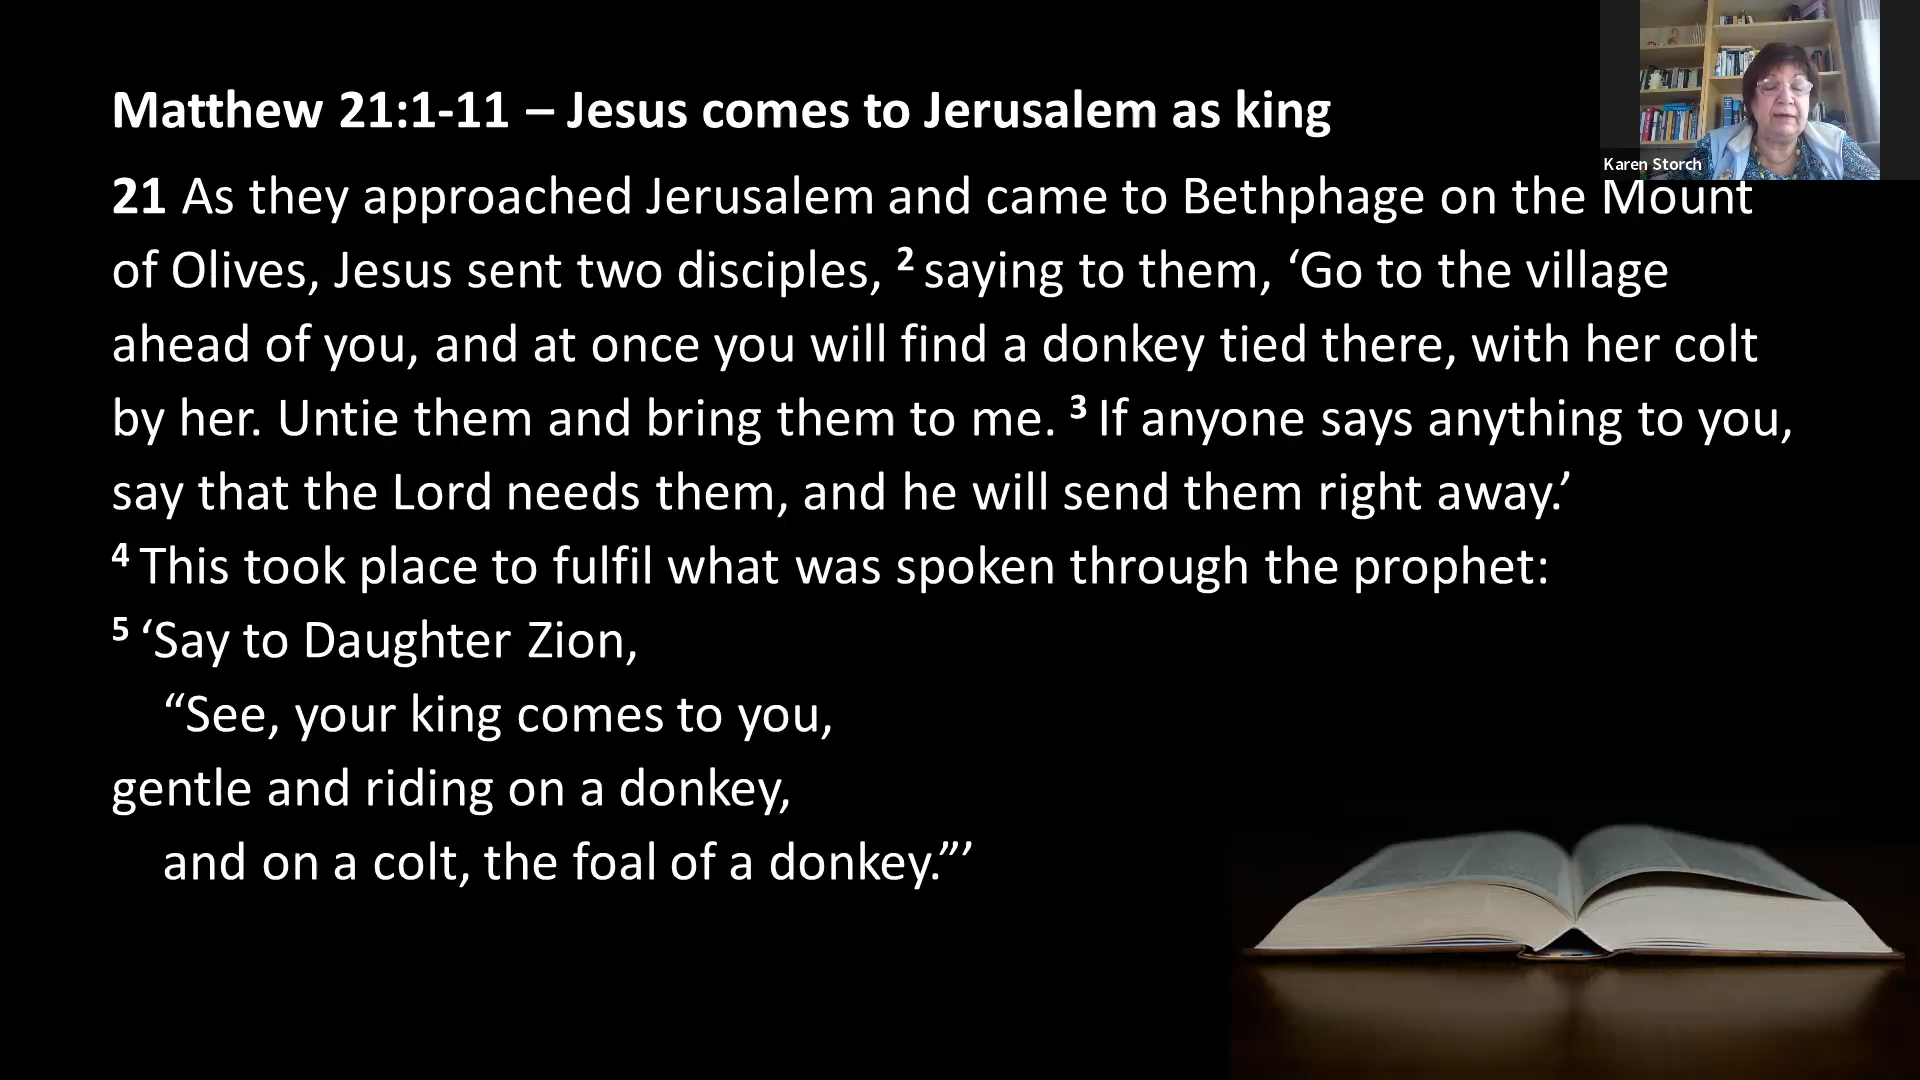 Matthew 21:1-11 – Jesus comes to Jerusalem as king
Karen Storch
21 As they approached Jerusalem and came to Bethphage on the Mount
of Olives, Jesus sent two disciples, 2 saying to them, ‘Go to the village
ahead of you, and at once you will find a donkey tied there, with her colt
by her. Untie them and bring them to me. 3 If anyone says anything to you,
say that the Lord needs them, and he will send them right away.’
4 This took place to fulfil what was spoken through the prophet:
5 ‘Say to Daughter Zion,
“See, your king comes to you,
gentle and riding on a donkey,
and on a colt, the foal of a donkey.”’